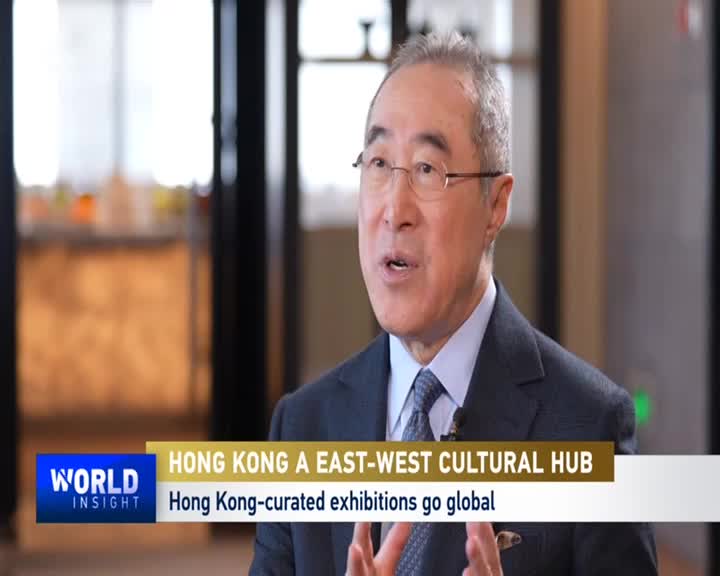 HONG KONG A EAST-WEST CULTURAL HUB
WORLD
INSIGHT
Hong Kong-curated exhibitions go global